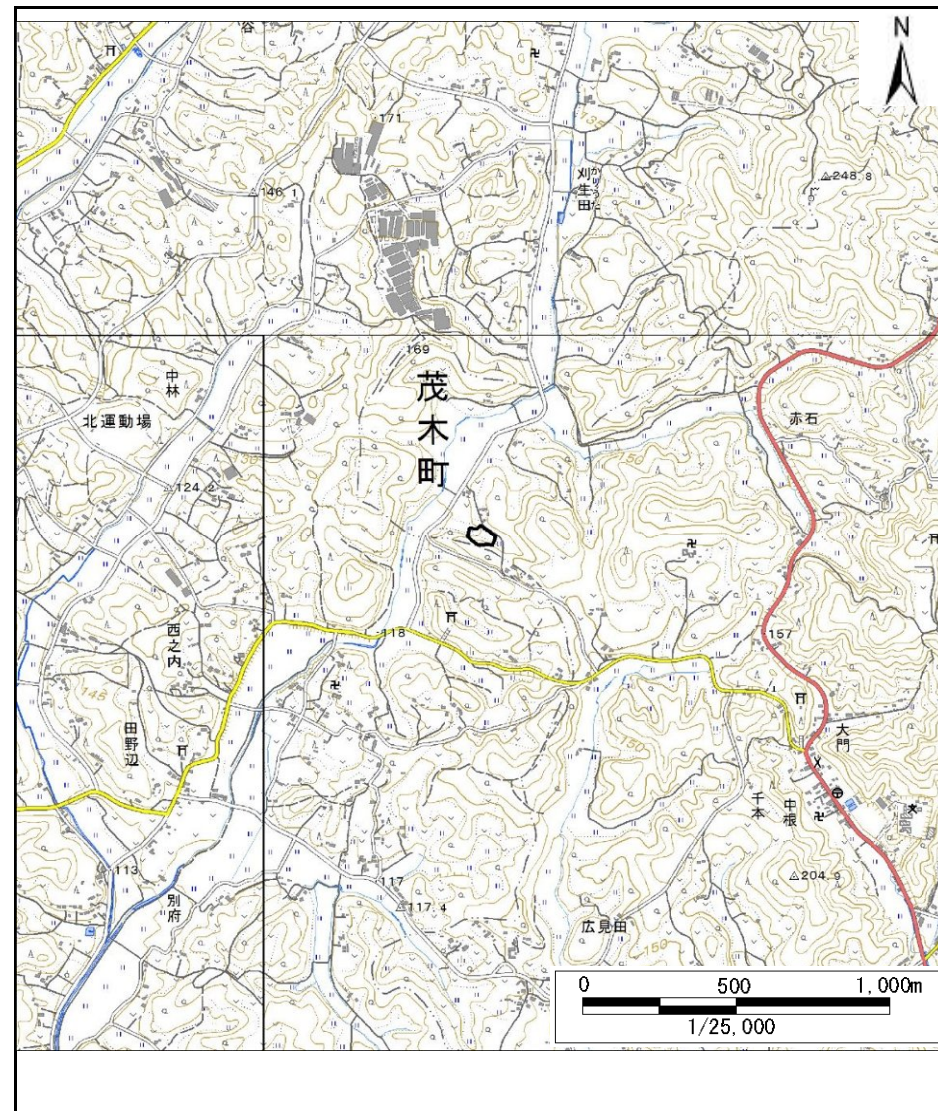 N
谷
171
146.1
刈生田
かりうた
248.8
169
中林
茂木町
北運動場
赤石
150
124.2
西之内
118
157
148
田野辺
大門
千本
中根
113
117
204.9
別府
117.4
広見田
150
0 500 1,000m
1/25,000